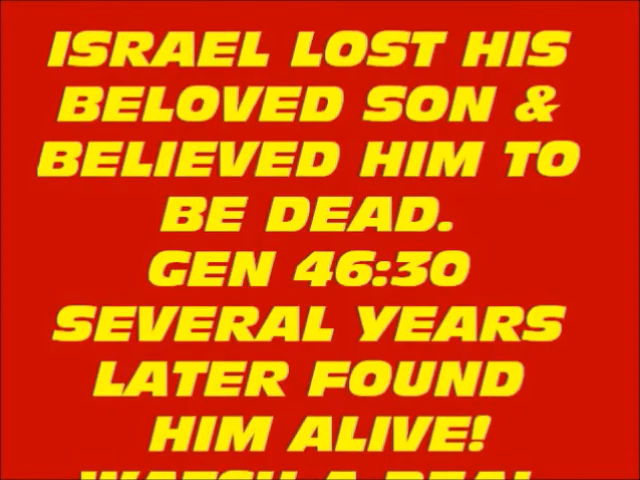 ISRAEL LOST HIS
BELOVED SON &
BELIEVED HIM TO
BE DEAD.
GEN 46:30
SEVERAL YEARS
LATER FOUND
HIM ALIVE!